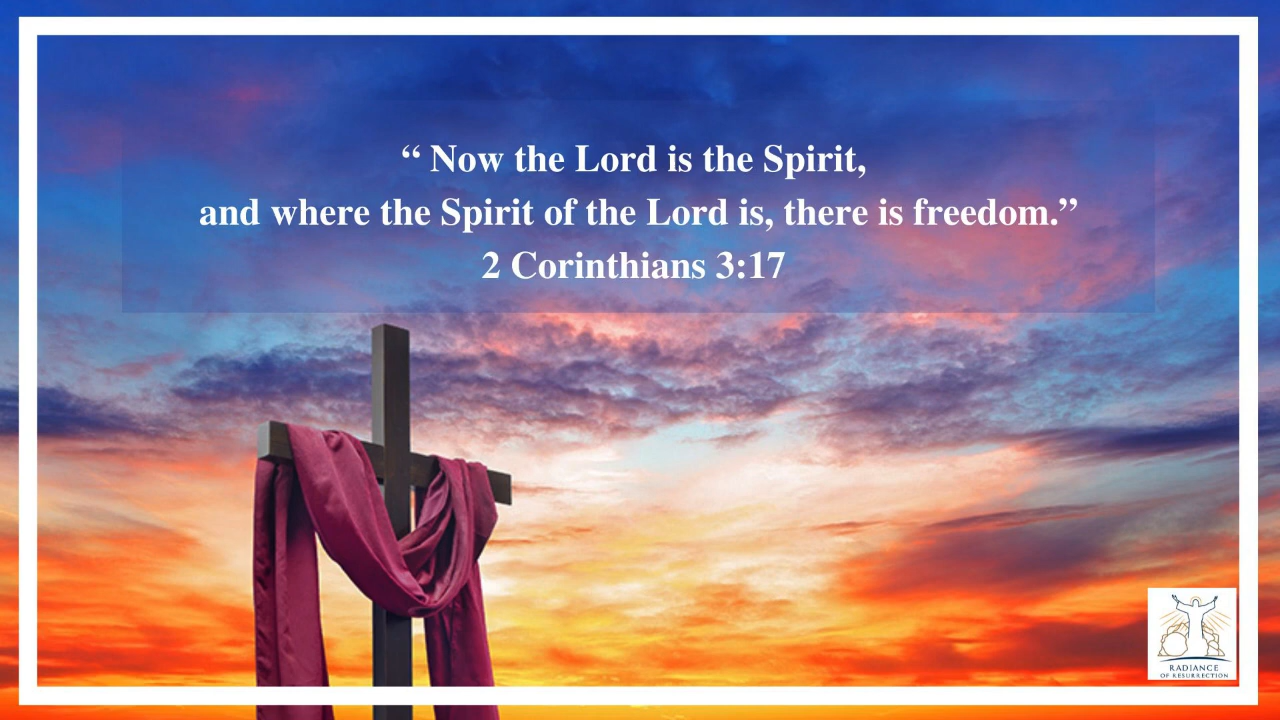 “ Now the Lord is the Spirit,
and where the Spirit of the Lord is, there is freedom.”
2 Corinthians 3:17
RADIANCE
OF RESURRECTION